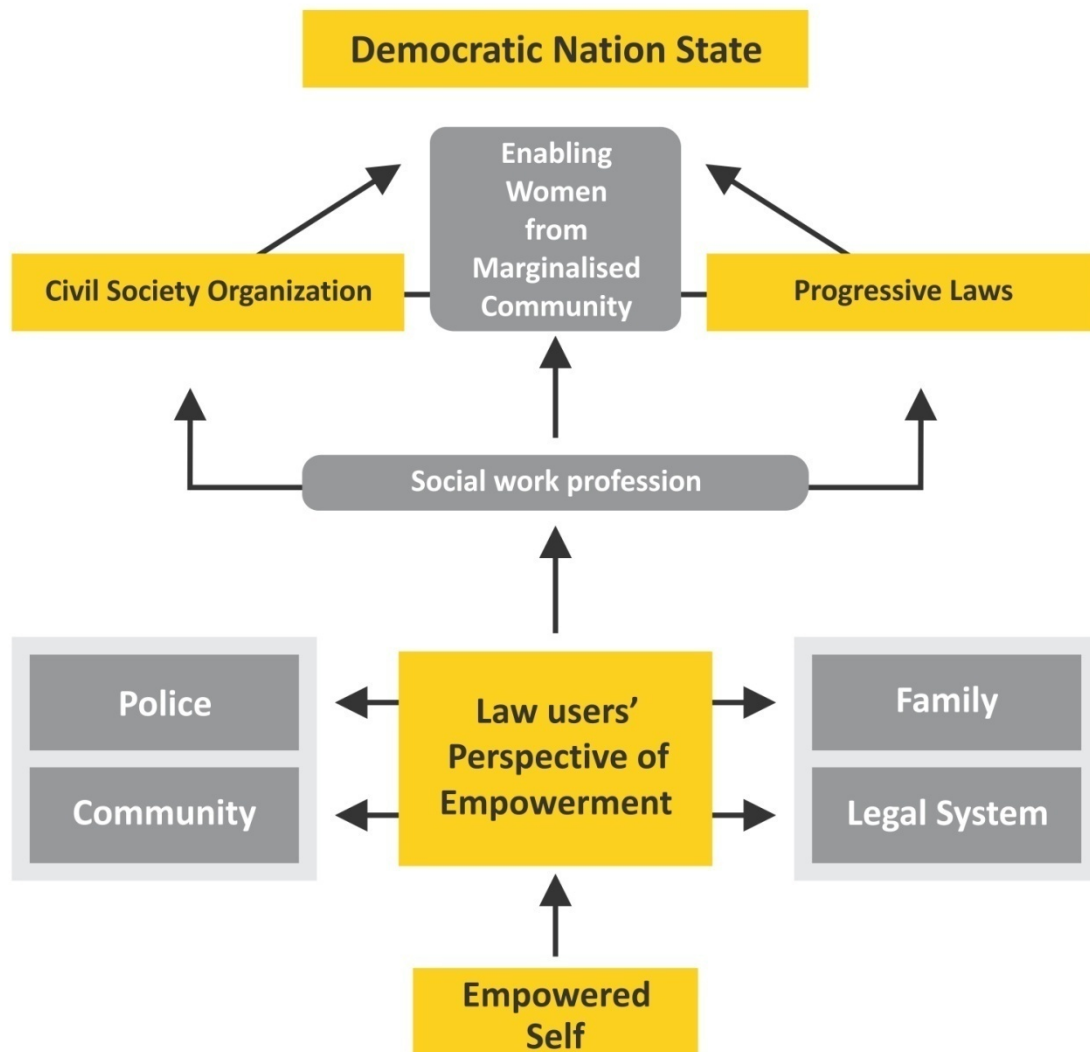 Democratic Nation State
Enabling
Women
from
Marginalised
Community
Civil Society Organization
Progressive Laws
Social work profession
Police
Community
Law users’
Perspective of
Empowerment
Family
Legal System
Empowered
Self